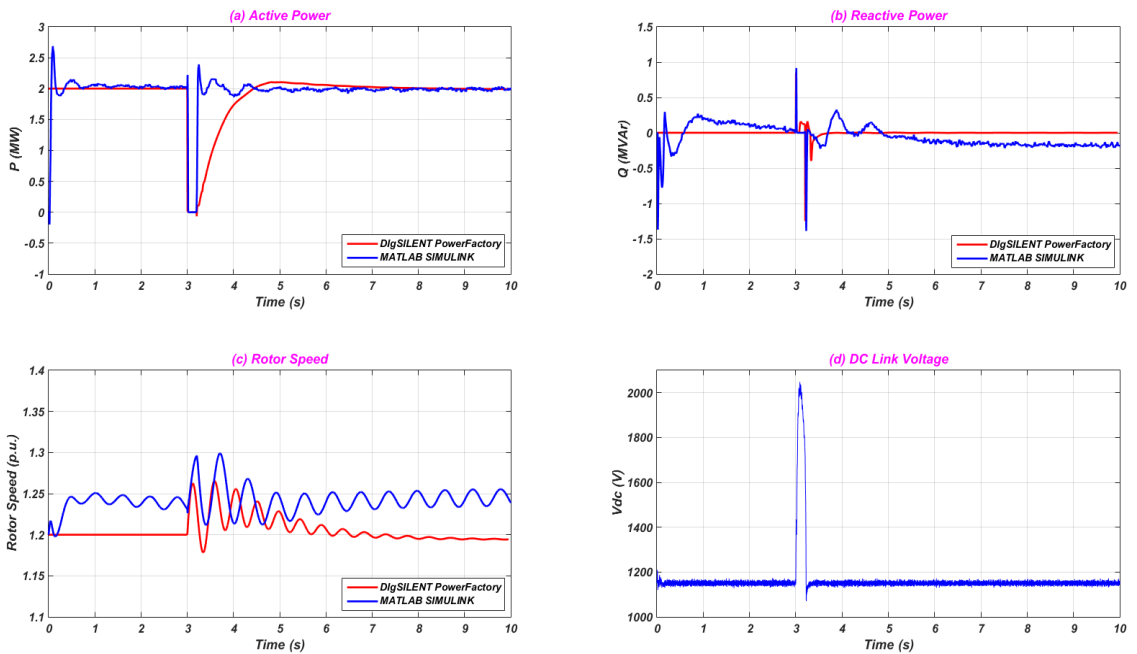 (a) Active Power
3
2.5
2
1.5
1
0.5
0
-0.5
-1
P (MW)
0 1 2 3 4 5 6 7 8 9 10
Time (s)
DIgSILENT PowerFactory
MATLAB SIMULINK
(b) Reactive Power
1.5
1
0.5
0
-0.5
-1
-1.5
-2
Q (MVAr)
0 1 2 3 4 5 6 7 8 9 10
Time (s)
DIgSILENT PowerFactory
MATLAB SIMULINK
(c) Rotor Speed
1.4
1.35
1.3
1.25
1.2
1.15
1.1
Rotor Speed (p.u.)
0 1 2 3 4 5 6 7 8 9 10
Time (s)
DIgSILENT PowerFactory
MATLAB SIMULINK
(d) DC Link Voltage
2000
1800
1600
1400
1200
1000
Vdc (V)
0 1 2 3 4 5 6 7 8 9 10
Time (s)